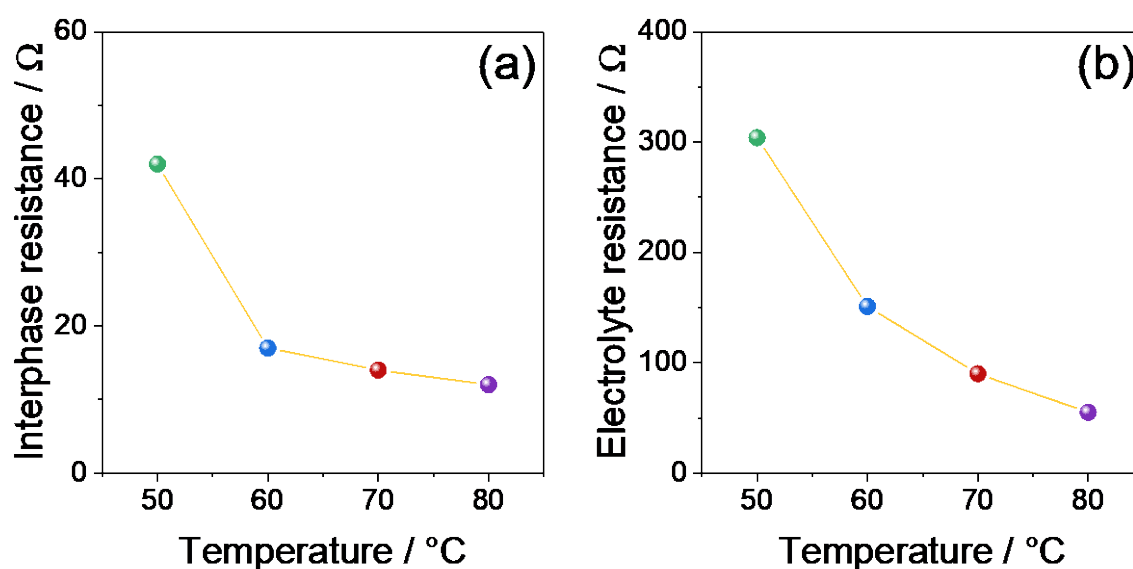 (a)
Interphase resistance / Ω
60
40
20
0
50 60 70 80
Temperature / °C
(b)
Electrolyte resistance / Ω
400
300
200
100
0
50 60 70 80
Temperature / °C